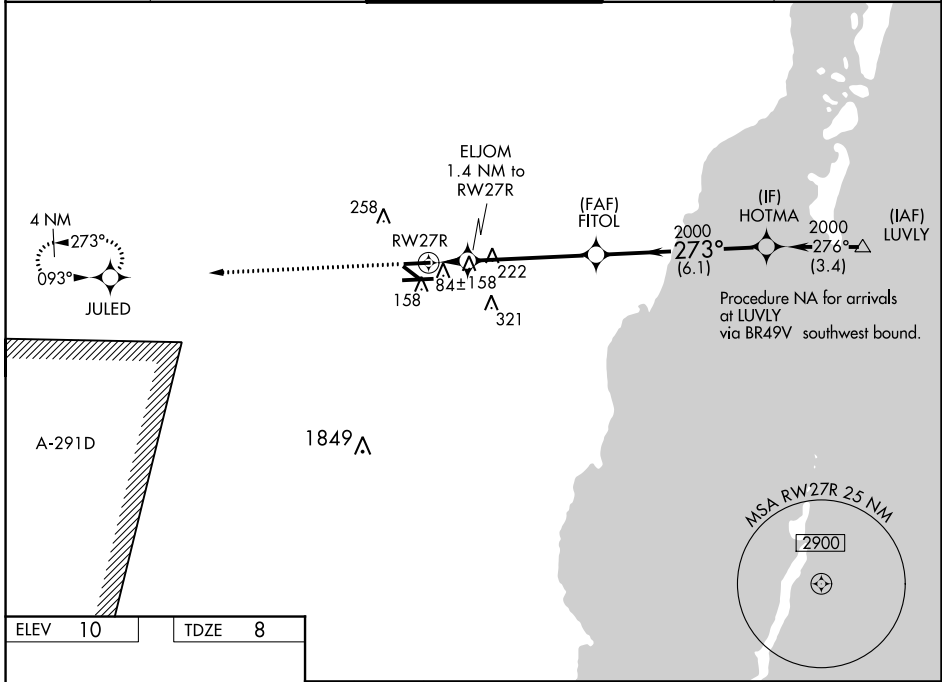 ELJOM
1.4 NM to
RW27R
(FAF)
FITOL
(IF)
HOTMA
(IAF)
LUVLY
2000
273°
(6.1)
2000
276°
(3.4)
Procedure NA for arrivals
at LUVLY
via BR49V southwest bound.
4 NM
273°
093°
JULED
258
RW27R
222
84±
158
158
321
A-291D
1849
MSA RW27R 25 NM
2900
ELEV 10
TDZE 8